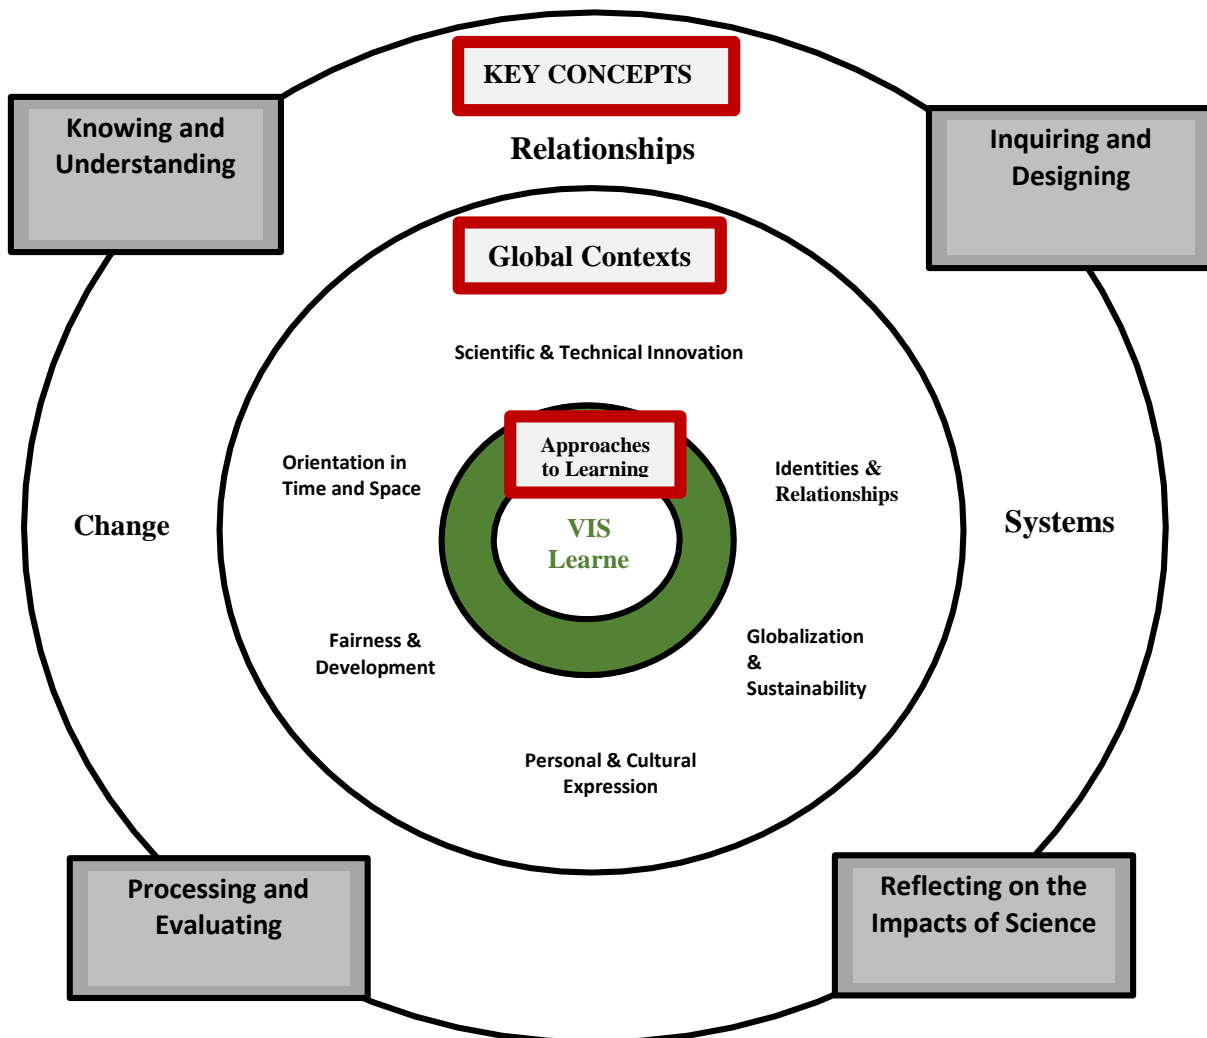 KEY CONCEPTS
Knowing and
Understanding
Inquiring and
Designing
Relationships
Global Contexts
Scientific & Technical Innovation
Approaches
to Learning
Orientation in
Time and Space
Identities &
Relationships
Change
VIS
Learne
Systems
Fairness &
Development
Globalization
&
Sustainability
Personal & Cultural
Expression
Processing and
Evaluating
Reflecting on the
Impacts of Science